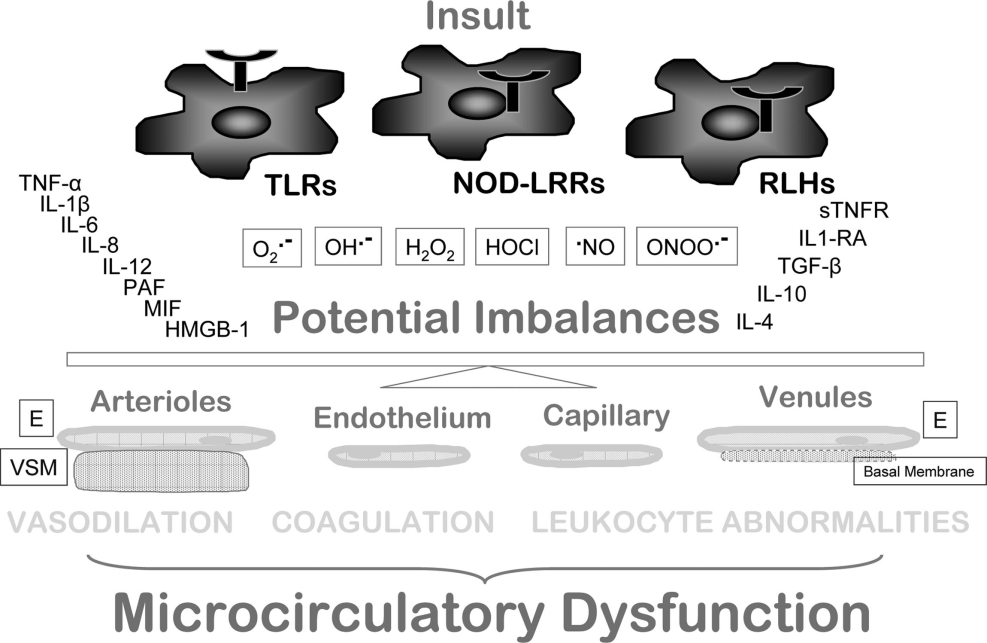 Insult
TLRs
NOD-LRRs
RLHs
TNF-α
IL-1β
IL-6
IL-8
IL-12
PAF
MIF
HMGB-1
O₂·⁻
OH·⁻
H₂O₂
HOCl
·NO
ONOO·⁻
sTNFR
IL1-RA
TGF-β
IL-10
IL-4
Potential Imbalances
Arterioles
Endothelium
Capillary
Venules
E
E
VSM
Basal Membrane
VASODILATION
COAGULATION
LEUKOCYTE ABNORMALITIES
Microcirculatory Dysfunction